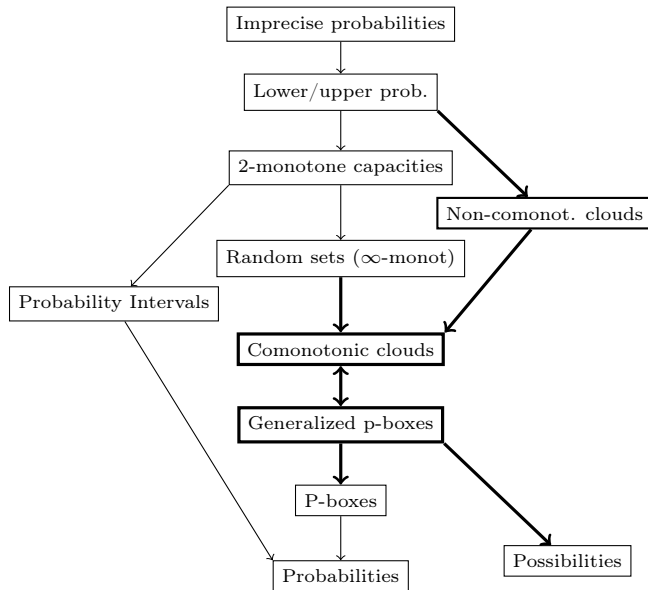 Imprecise probabilities
Lower/upper prob.
2-monotone capacities
Non-comonot. clouds
Random sets (∞-monot)
Probability Intervals
Comonotonic clouds
Generalized p-boxes
P-boxes
Possibilities
Probabilities